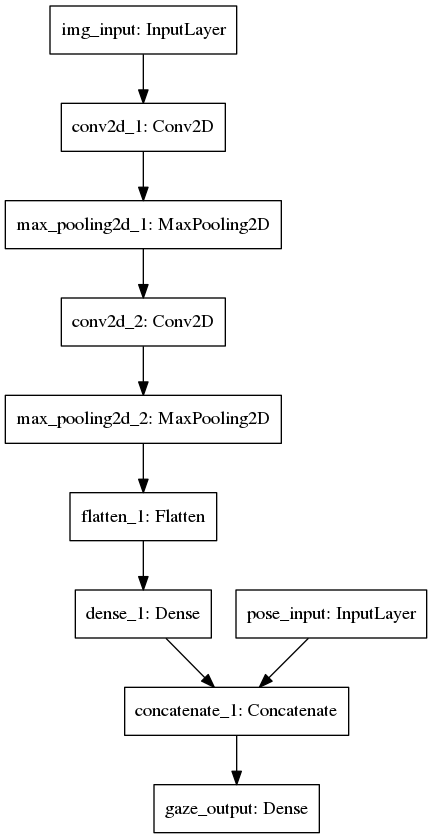 img_input: InputLayer
conv2d_1: Conv2D
max_pooling2d_1: MaxPooling2D
conv2d_2: Conv2D
max_pooling2d_2: MaxPooling2D
flatten_1: Flatten
dense_1: Dense
pose_input: InputLayer
concatenate_1: Concatenate
gaze_output: Dense